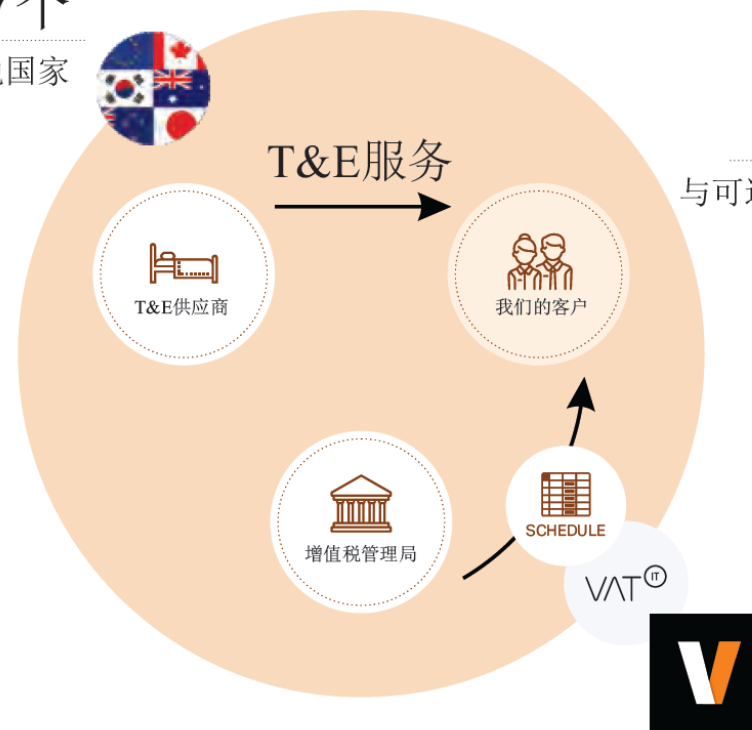 个
国家
T&E服务
与可
T&E供应商
我们的客户
SCHEDULE
增值税管理局
VAT IT